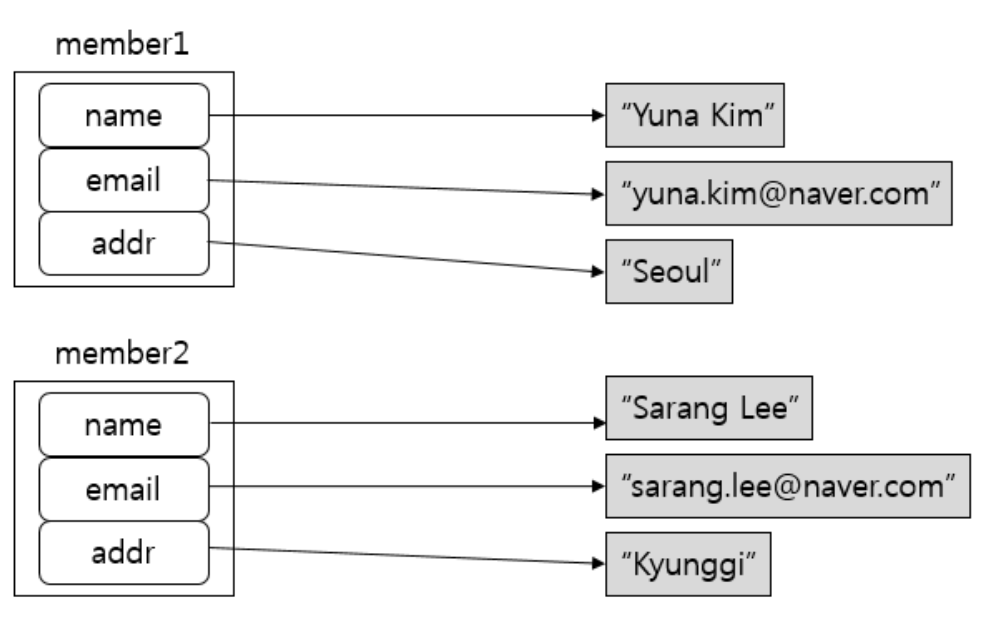 member1
name
“Yuna Kim”
email
“yuna.kim@naver.com”
addr
“Seoul”
member2
name
“Sarang Lee”
email
“sarang.lee@naver.com”
addr
“Kyunggi”